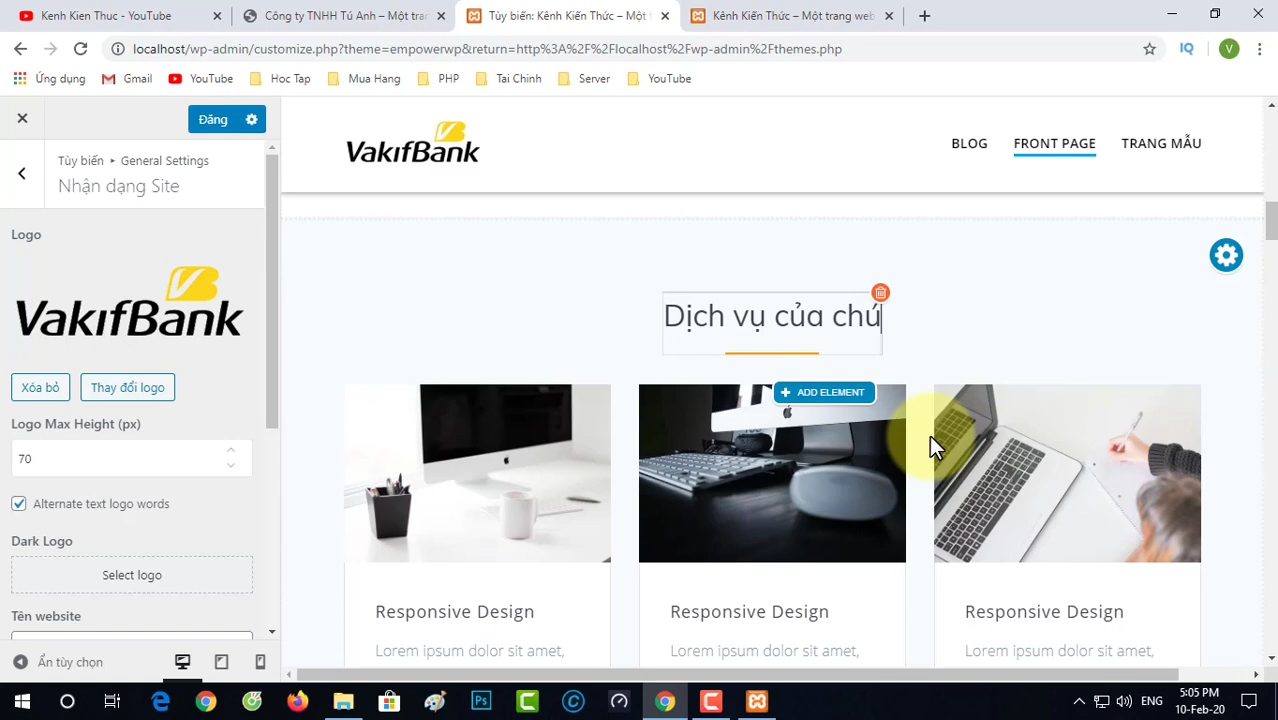 Kenh Kien Thuc - YouTube
Công ty TNHH Tú Anh – Một tran
Tùy biến: Kênh Kiến Thức – Một t
Kênh Kiến Thức – Một trang web
localhost/wp-admin/customize.php?theme=empowerwp&return=http%3A%2F%2Flocalhost%2Fwp-admin%2Fthemes.php
IQ
V
Ứng dụng
Gmail
YouTube
Hoc Tap
Mua Hang
PHP
Tai Chinh
Server
YouTube
Đăng
Tùy biến ▸ General Settings
Nhận dạng Site
Logo
VakıfBank
Xóa bỏ
Thay đổi logo
Logo Max Height (px)
70
Alternate text logo words
Dark Logo
Select logo
Tên website
Ẩn tùy chọn
VakıfBank
BLOG
FRONT PAGE
TRANG MẪU
Dịch vụ của chú
+ ADD ELEMENT
Responsive Design
Responsive Design
Responsive Design
Lorem ipsum dolor sit amet,
Lorem ipsum dolor sit amet,
Lorem ipsum dolor sit amet,
Ps
ENG
5:05 PM
10-Feb-20